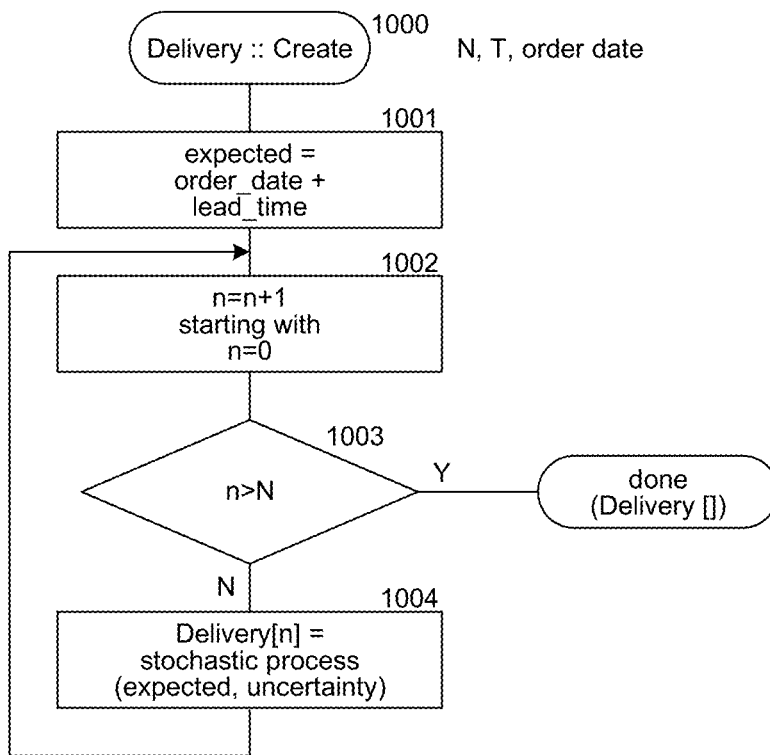 1000
Delivery :: Create
N, T, order date
1001
expected =
order_date +
lead_time
1002
n=n+1
starting with
n=0
1003
n>N
Y
done
(Delivery [])
N
1004
Delivery[n] =
stochastic process
(expected, uncertainty)